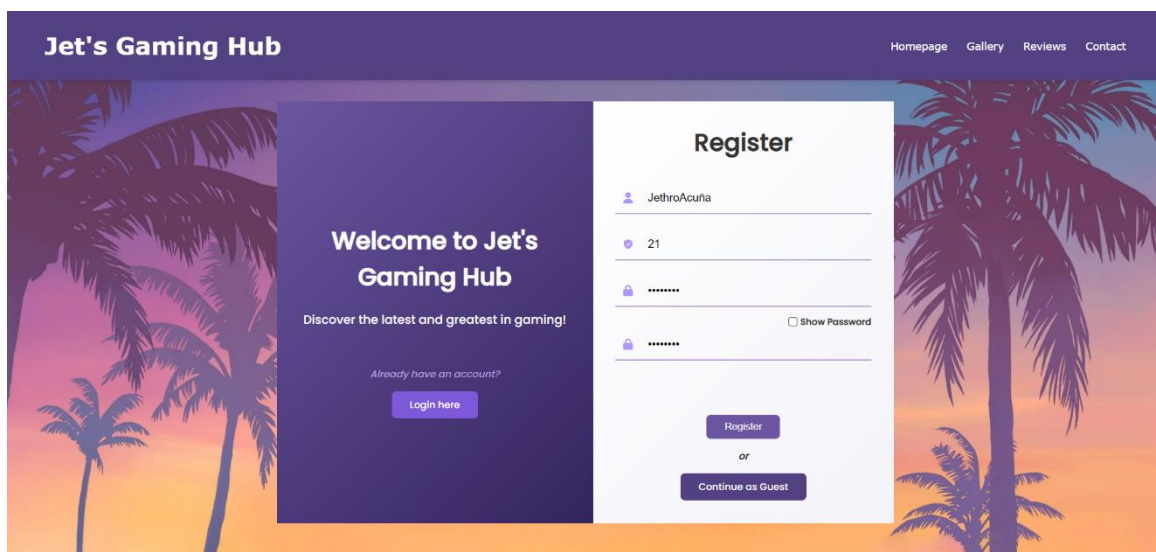 Jet's Gaming Hub
Homepage Gallery Reviews Contact
Welcome to Jet's
Gaming Hub
Discover the latest and greatest in gaming!
Already have an account?
Login here
Register
JethroAcuña
21
••••••••
Show Password
••••••••
Register
or
Continue as Guest